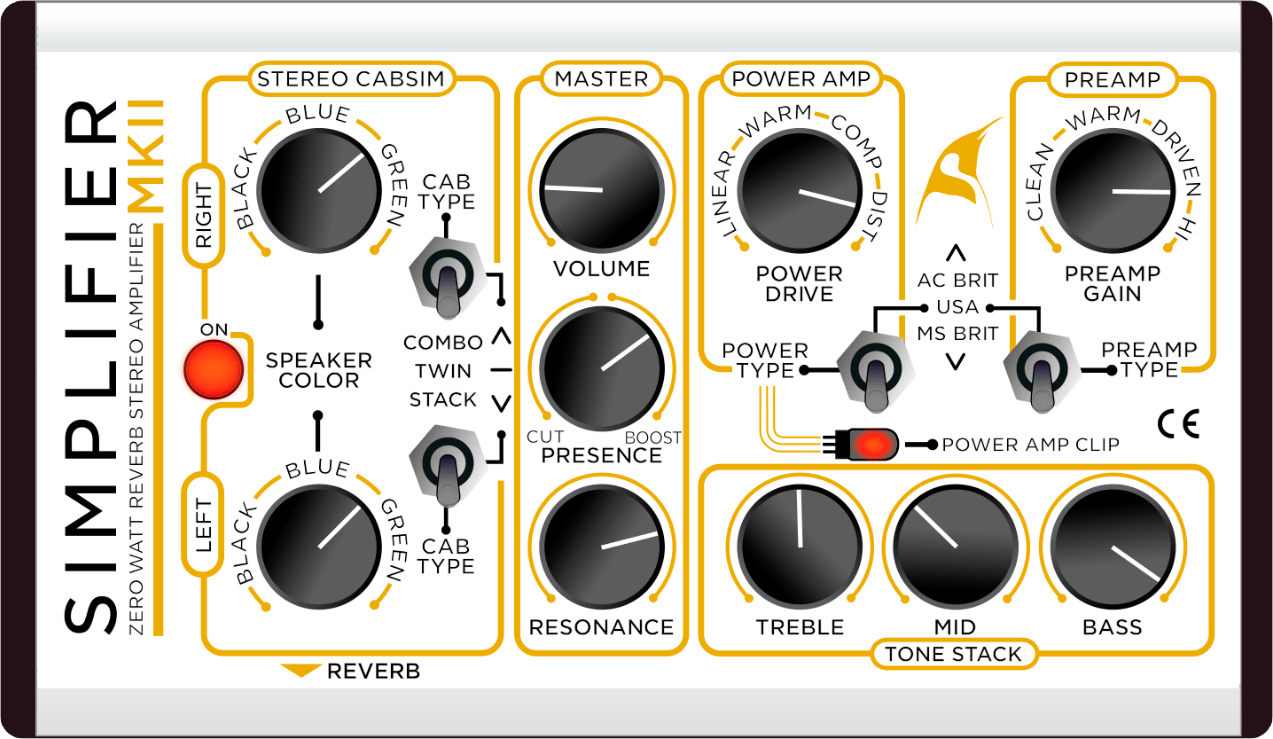 SIMPLIFIER
MKII
ZERO WATT REVERB STEREO AMPLIFIER
STEREO CABSIM
RIGHT
BLACK
BLUE
GREEN
CAB
TYPE
ON
SPEAKER
COLOR
COMBO
TWIN
STACK
LEFT
BLACK
BLUE
GREEN
CAB
TYPE
REVERB
MASTER
VOLUME
CUT
BOOST
PRESENCE
RESONANCE
POWER AMP
LINEAR
WARM
COMP
DIST
POWER
DRIVE
AC BRIT
USA
MS BRIT
POWER
TYPE
PREAMP
CLEAN
WARM
DRIVEN
HI
PREAMP
GAIN
PREAMP
TYPE
CE
POWER AMP CLIP
TREBLE
MID
BASS
TONE STACK